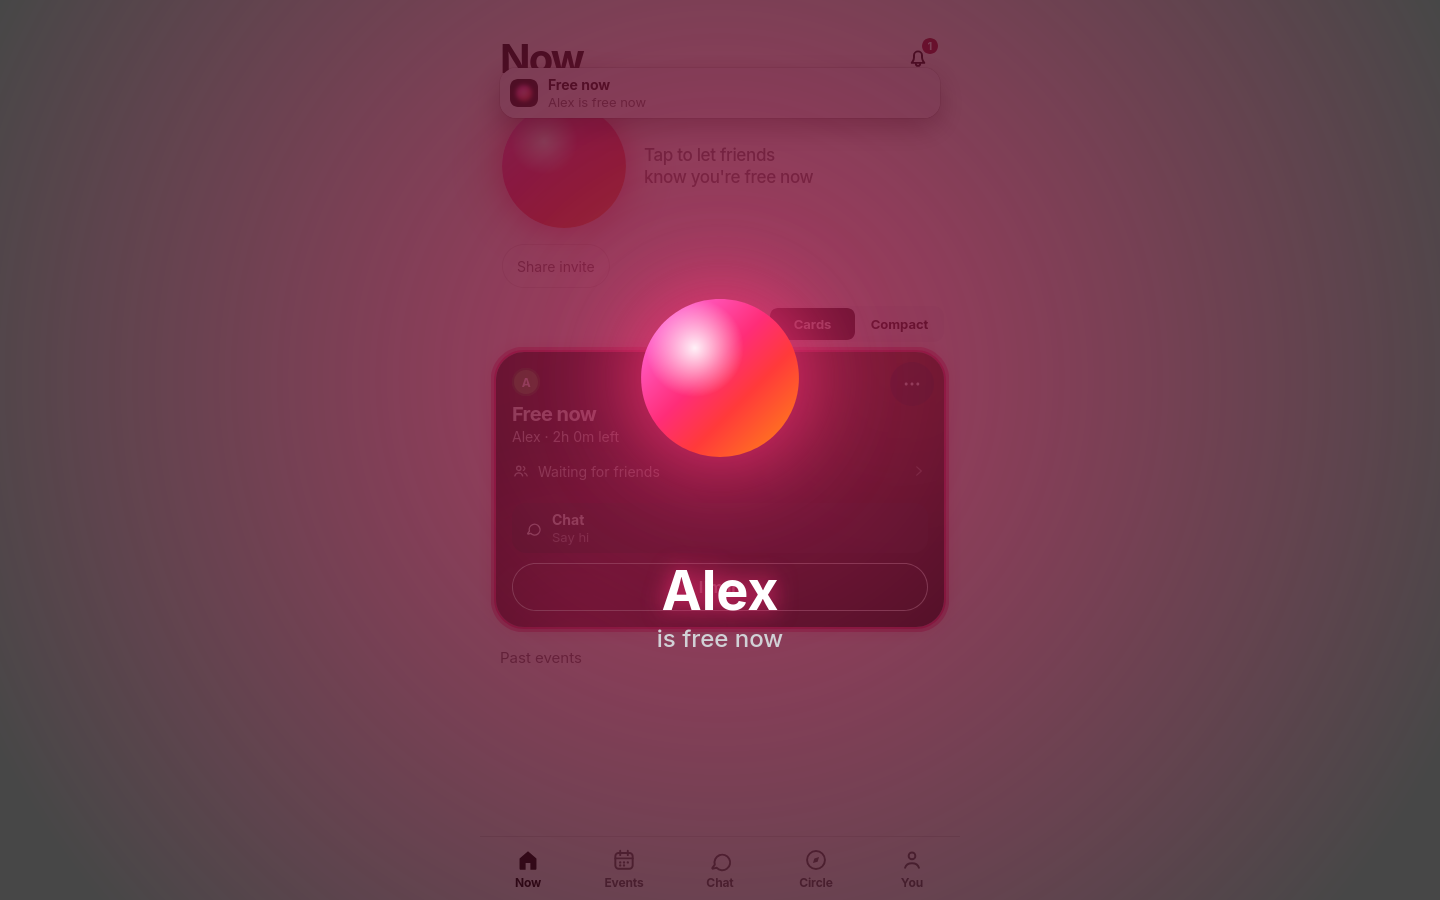 Now
1
Free now
Alex is free now
Tap to let friends
know you're free now
Share invite
Cards
Compact
A
Free now
Alex · 2h 0m left
Waiting for friends
Chat
Say hi
Alex
is free now
Past events
Now
Events
Chat
Circle
You